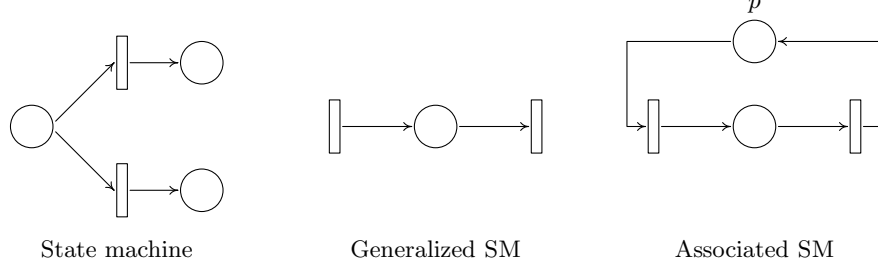 p
State machine
Generalized SM
Associated SM